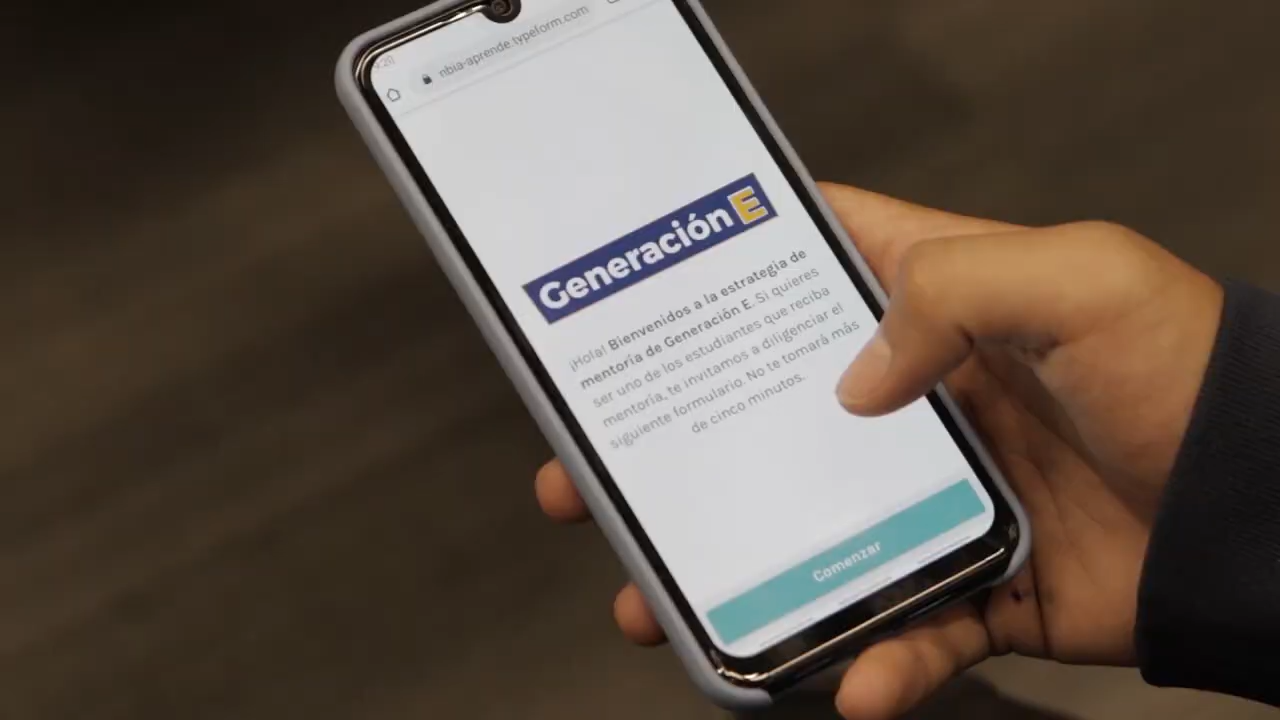 nbia-aprende.typeform.com
Generación E
¡Hola! Bienvenidos a la estrategia de
mentoría de Generación E. Si quieres
ser uno de los estudiantes que reciba
mentoría, te invitamos a diligenciar el
siguiente formulario. No te tomará más
de cinco minutos.
Comenzar